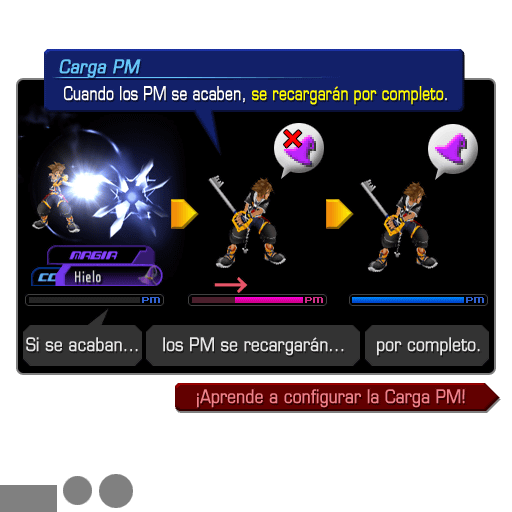 Carga PM
Cuando los PM se acaben, se recargarán por completo.
MAGIA
CC
Hielo
PM
PM
PM
Si se acaban...
los PM se recargarán...
por completo.
¡Aprende a configurar la Carga PM!